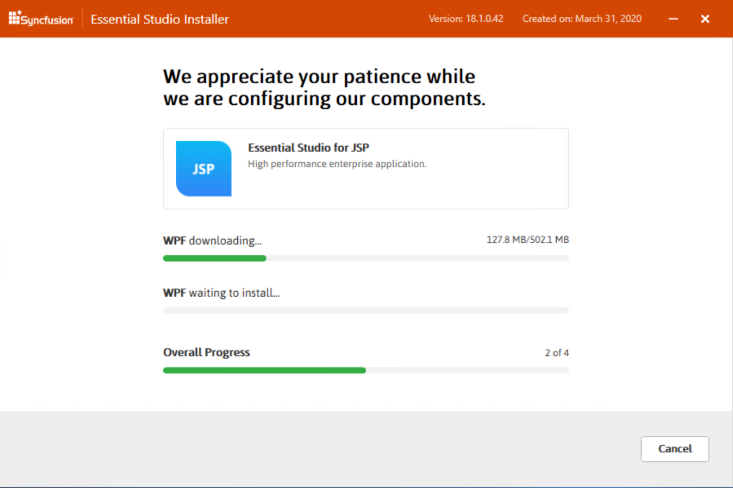 Syncfusion Essential Studio Installer Version: 18.1.0.42 Created on: March 31, 2020
We appreciate your patience while
we are configuring our components.
JSP
Essential Studio for JSP
High performance enterprise application.
WPF downloading... 127.8 MB/502.1 MB
WPF waiting to install...
Overall Progress 2 of 4
Cancel